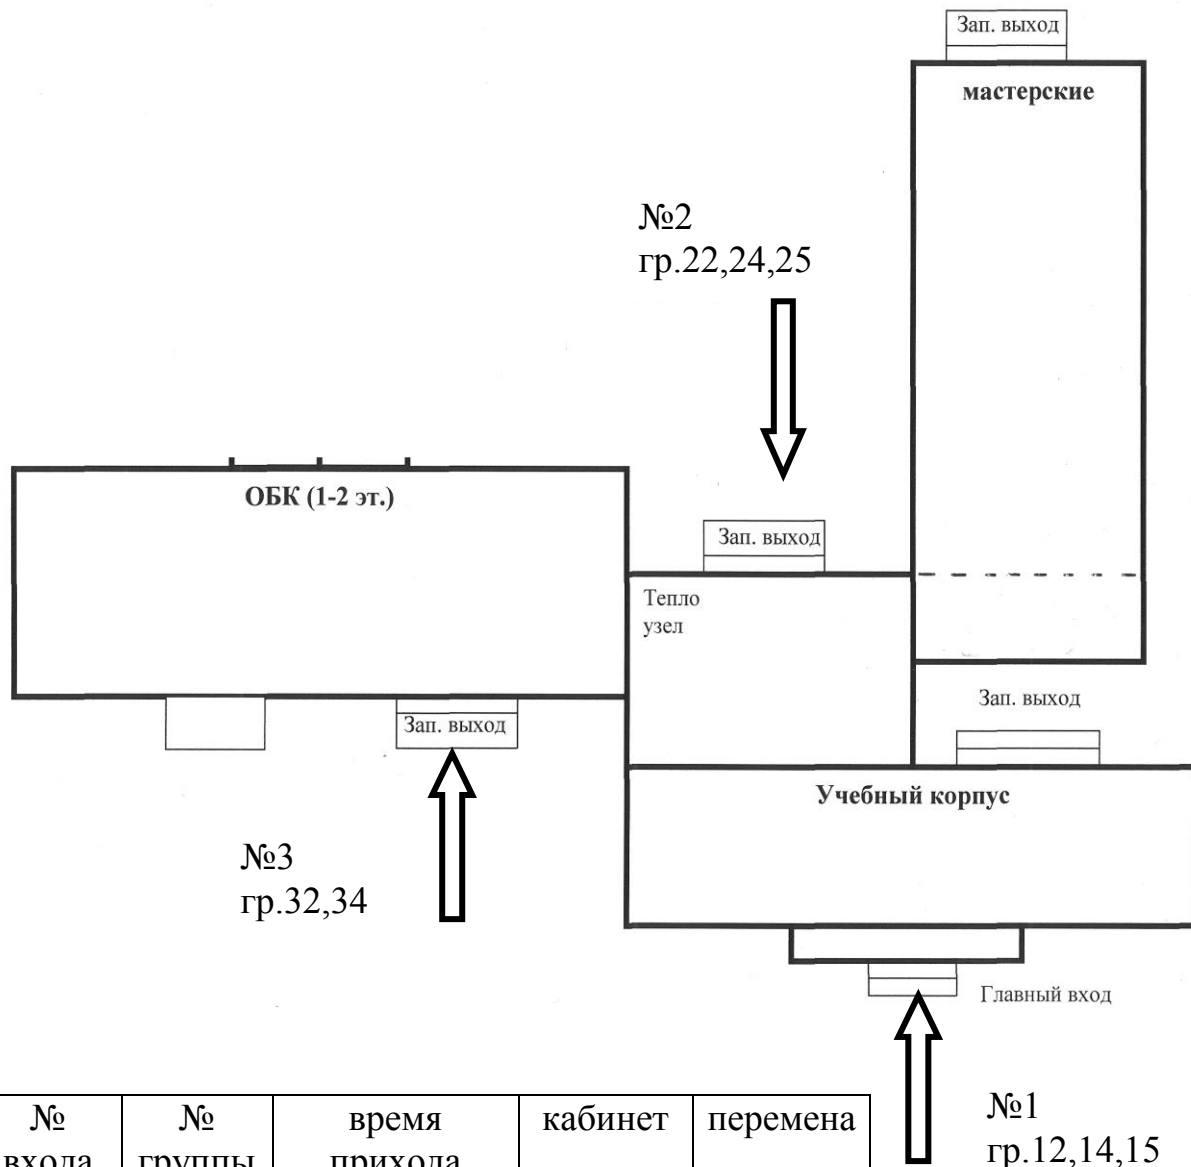 Зап. выход
мастерские
№2
гр.22,24,25
ОБК (1-2 эт.)
Зап. выход
Тепло
узел
Зап. выход
Зап. выход
Учебный корпус
№3
гр.32,34
Главный вход
№1
гр.12,14,15
№ входа
№ группы
время прихода
кабинет
перемена